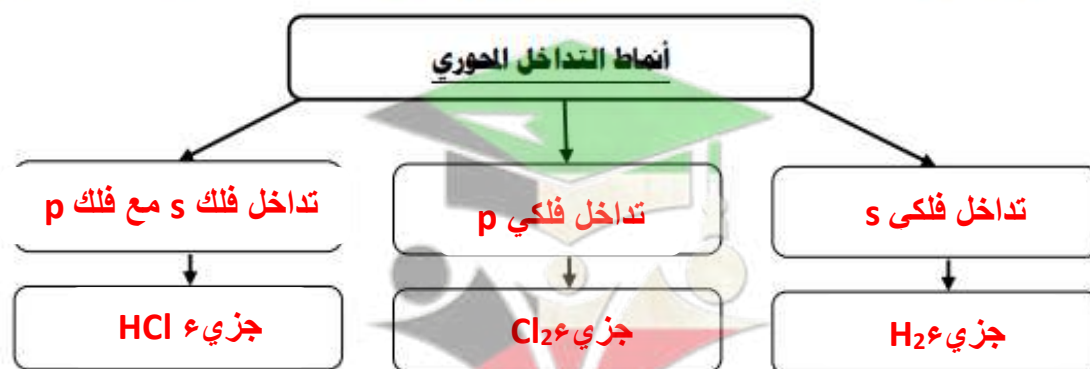 أنماط التداخل المحوري
تداخل فلكى s
تداخل فلكي p
تداخل فلك s مع فلك p
جزيء H₂
جزيء Cl₂
جزيء HCl